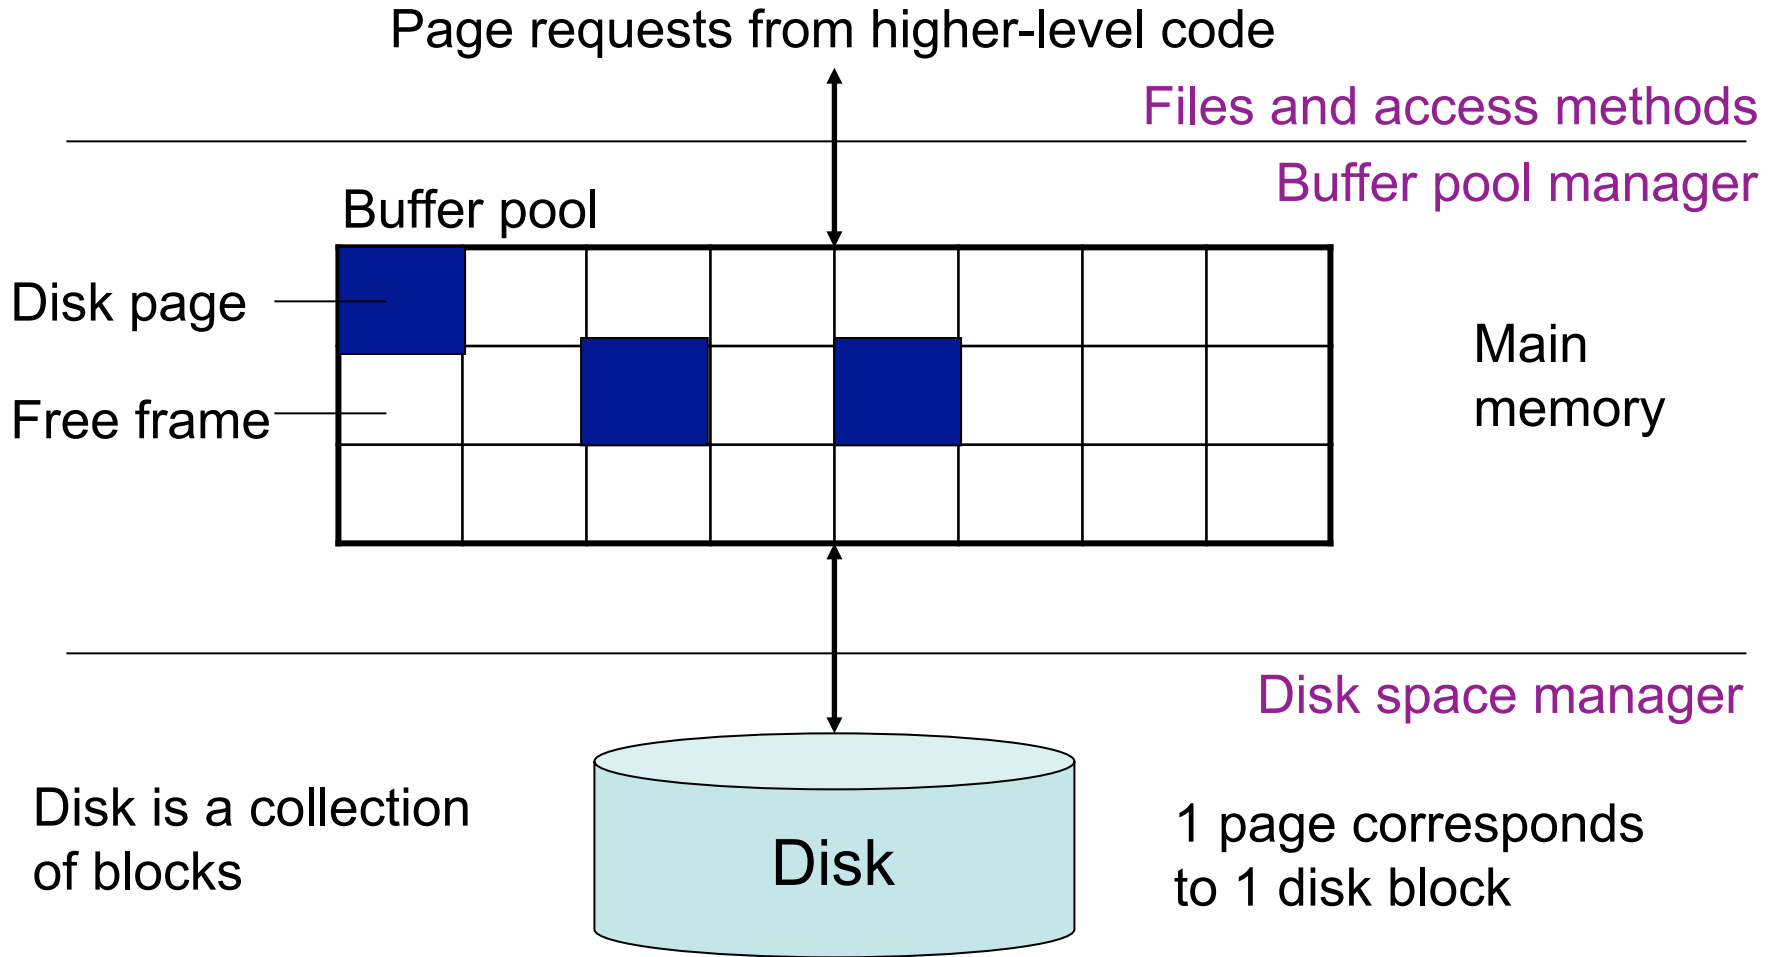 Page requests from higher-level code
Files and access methods
Buffer pool manager
Buffer pool
Disk page
Free frame
Main
memory
Disk space manager
Disk is a collection
of blocks
Disk
1 page corresponds
to 1 disk block